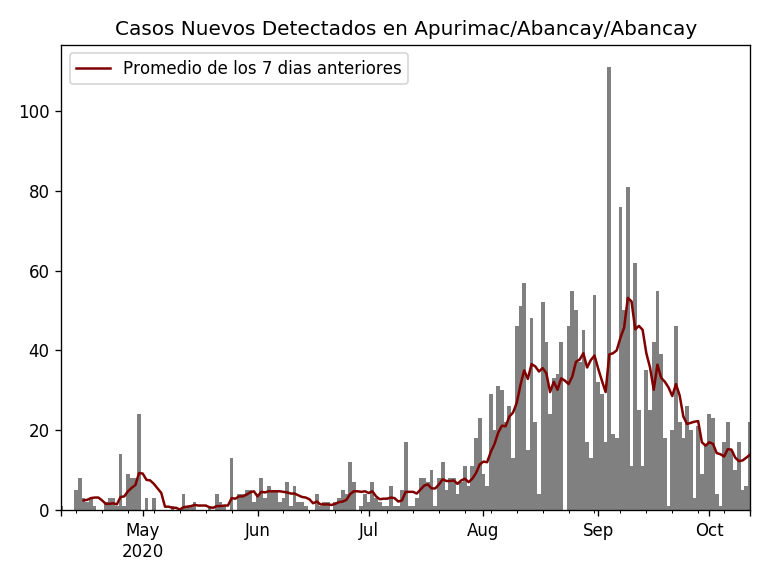 Casos Nuevos Detectados en Apurimac/Abancay/Abancay
Promedio de los 7 dias anteriores
100
80
60
40
20
0
May Jun Jul Aug Sep Oct
2020